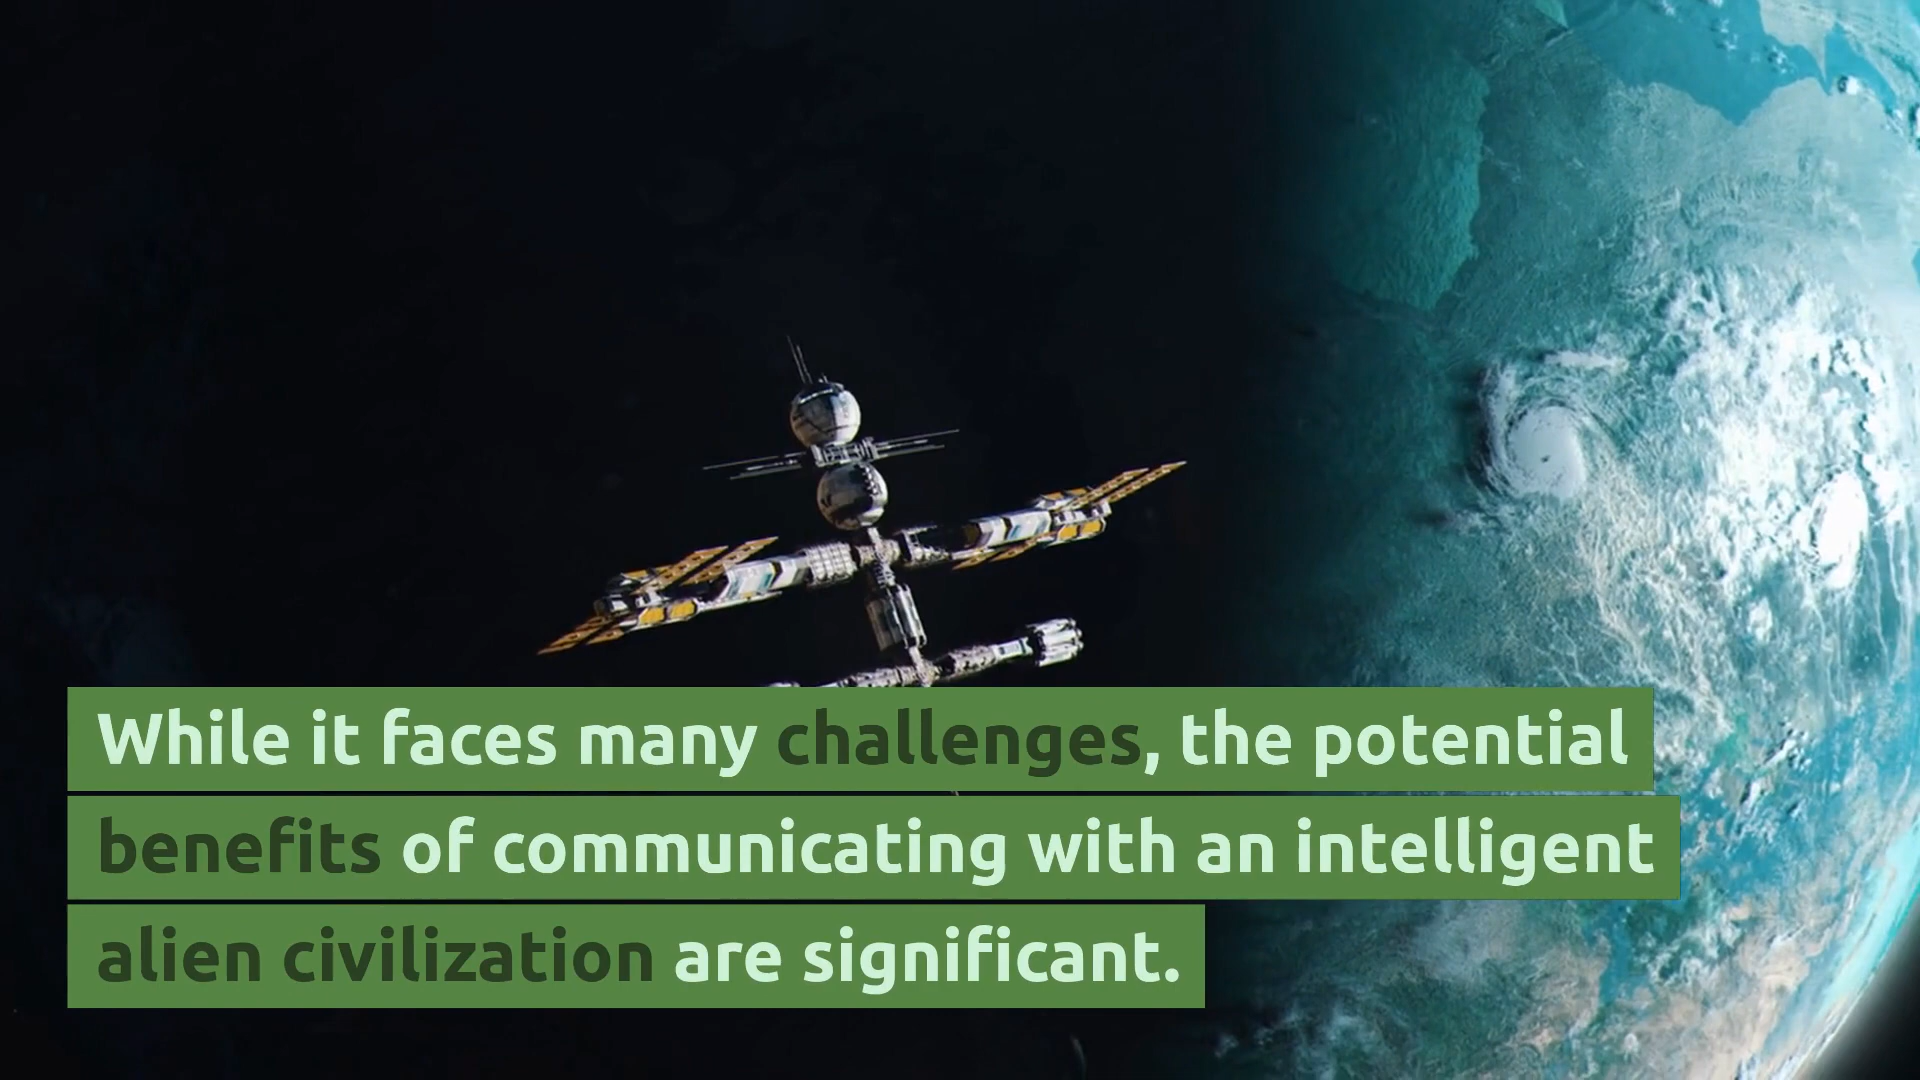 While it faces many challenges, the potential
benefits of communicating with an intelligent
alien civilization are significant.